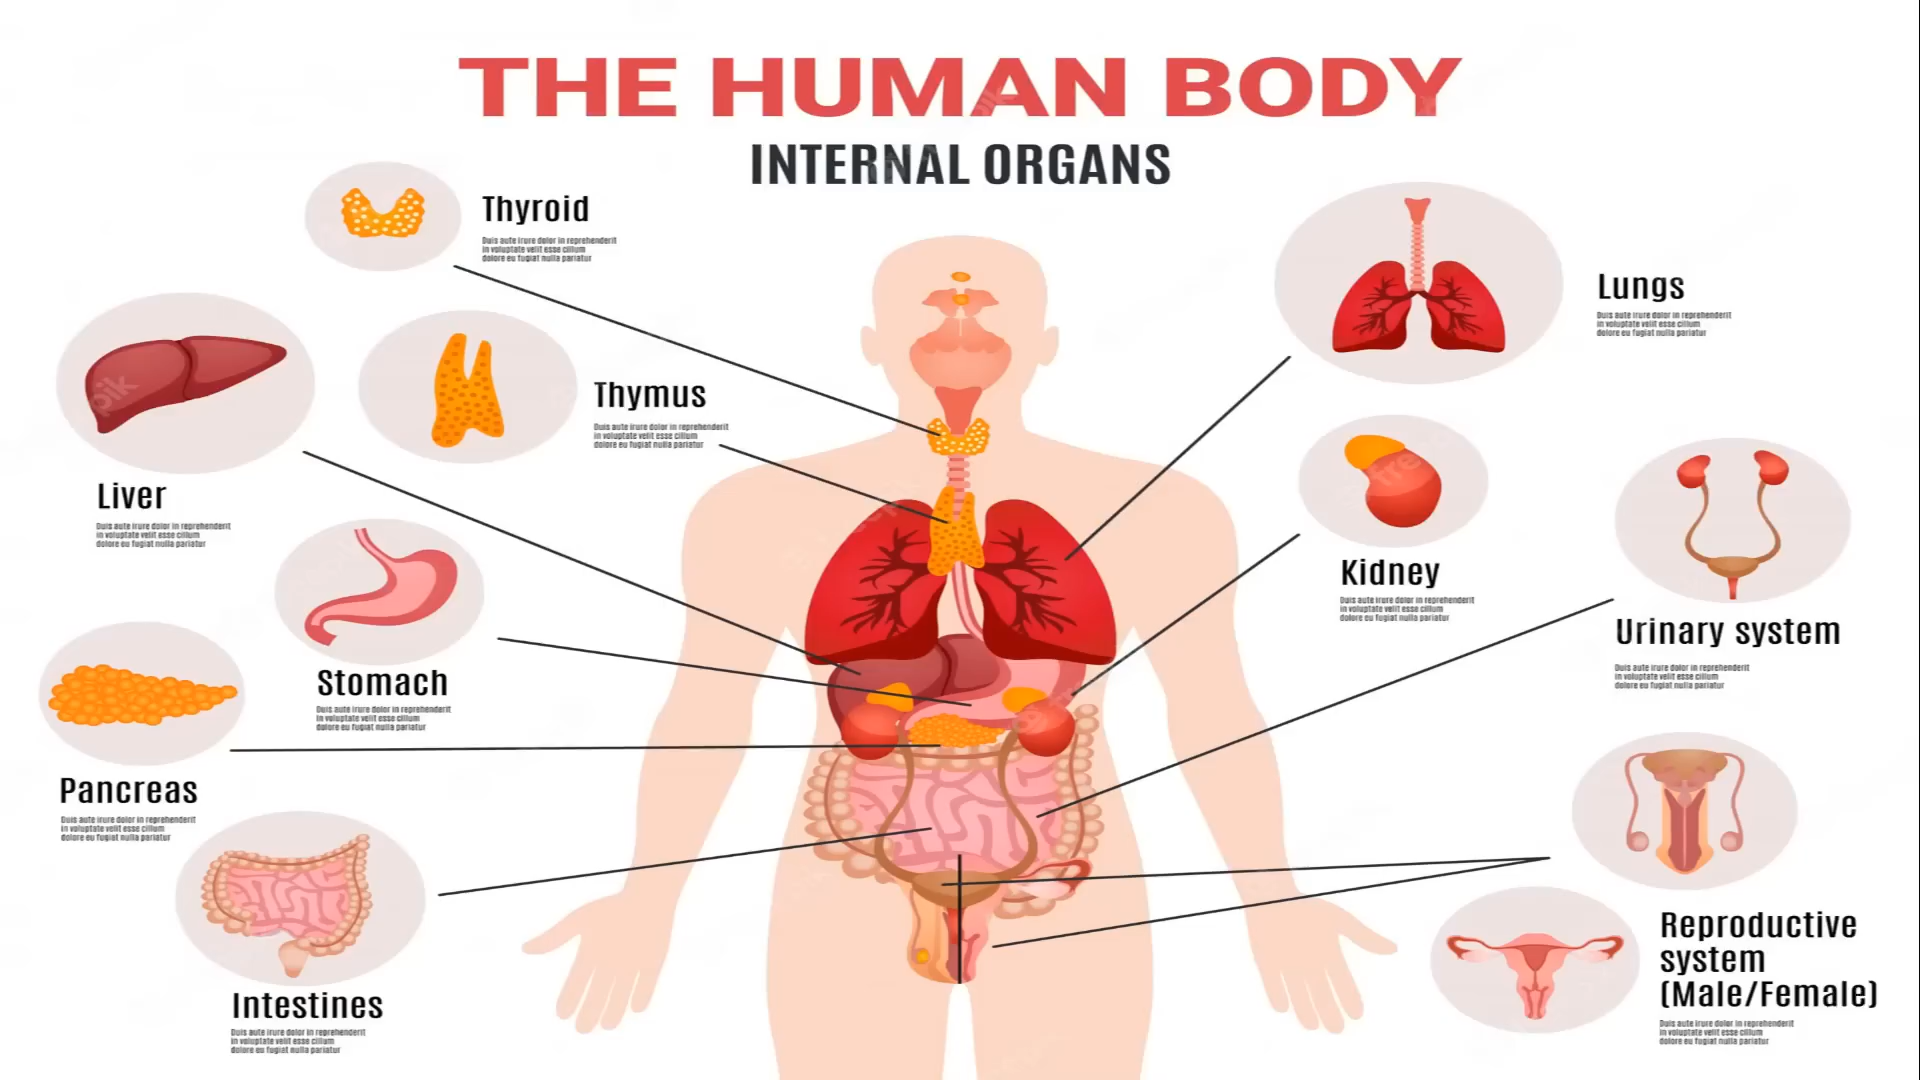 THE HUMAN BODY
INTERNAL ORGANS
Thyroid
Duis aute irure dolor in reprehenderit
in voluptate velit esse cillum
dolore eu fugiat nulla pariatur
Lungs
Duis aute irure dolor in reprehenderit
in voluptate velit esse cillum
dolore eu fugiat nulla pariatur
Thymus
Duis aute irure dolor in reprehenderit
in voluptate velit esse cillum
dolore eu fugiat nulla pariatur
Liver
Duis aute irure dolor in reprehenderit
in voluptate velit esse cillum
dolore eu fugiat nulla pariatur
Kidney
Duis aute irure dolor in reprehenderit
in voluptate velit esse cillum
dolore eu fugiat nulla pariatur
Urinary system
Duis aute irure dolor in reprehenderit
in voluptate velit esse cillum
dolore eu fugiat nulla pariatur
Stomach
Duis aute irure dolor in reprehenderit
in voluptate velit esse cillum
dolore eu fugiat nulla pariatur
Pancreas
Duis aute irure dolor in reprehenderit
in voluptate velit esse cillum
dolore eu fugiat nulla pariatur
Reproductive
system
(Male/Female)
Duis aute irure dolor in reprehenderit
in voluptate velit esse cillum
dolore eu fugiat nulla pariatur
Intestines
Duis aute irure dolor in reprehenderit
in voluptate velit esse cillum
dolore eu fugiat nulla pariatur